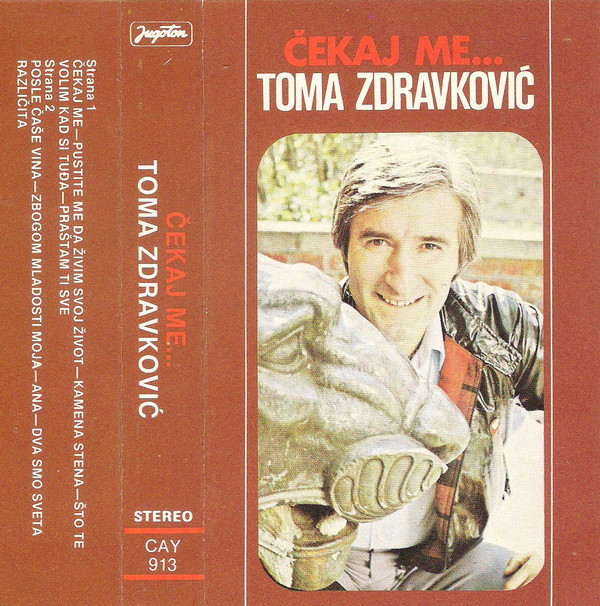 Strana 1
ČEKAJ ME—PUSTITE ME DA ŽIVIM SVOJ ŽIVOT—KAMENA STENA—ŠTO TE
VOLIM KAD SI TUĐA—PRAŠTAM TI SVE
Strana 2
POSLE ČAŠE VINA—ZBOGOM MLADOSTI MOJA—ANA—DVA SMO SVETA
RAZLIČITA
Jugoton
ČEKAJ ME...
TOMA ZDRAVKOVIĆ
STEREO
CAY
913
ČEKAJ ME...
TOMA ZDRAVKOVIĆ